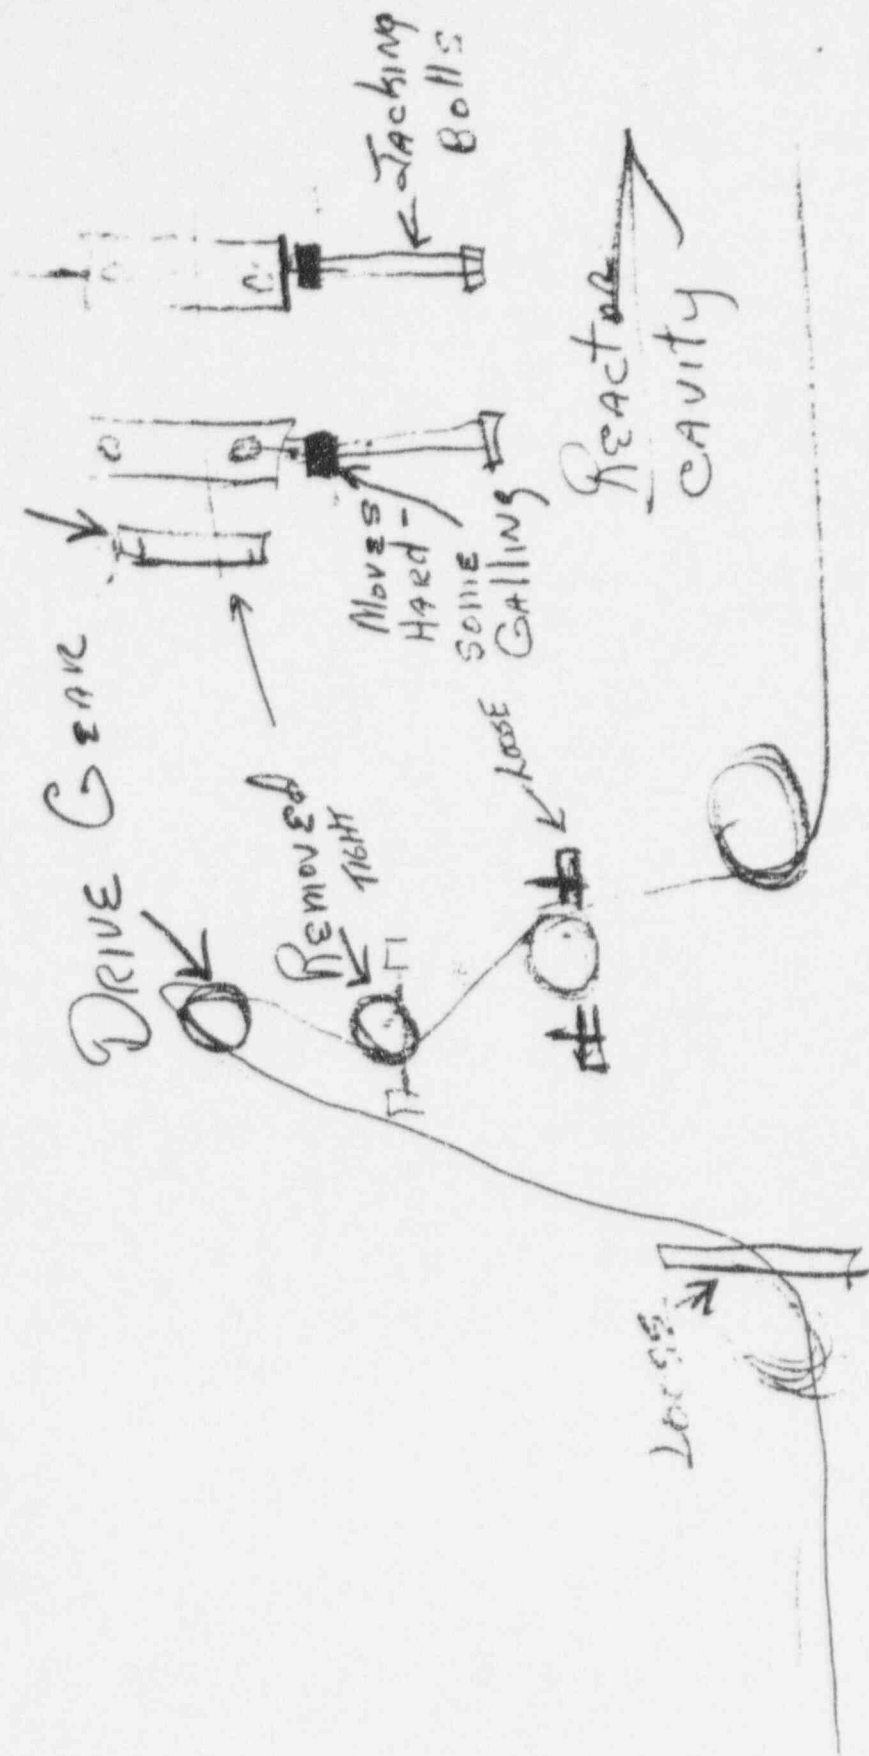 DRIVE GEAR
REMOVED
TIGHT
MOVES
HARD -
SOME
GALLING
JACKING
BOLTS
LOOSE
REACTOR
CAVITY
LOOSE